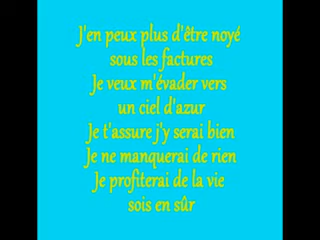 J'en peux plus d'être noyé
sous les factures
Je veux m'évader vers
un ciel d'azur
Je t'assure j'y serai bien
Je ne manquerai de rien
Je profiterai de la vie
sois en sûr